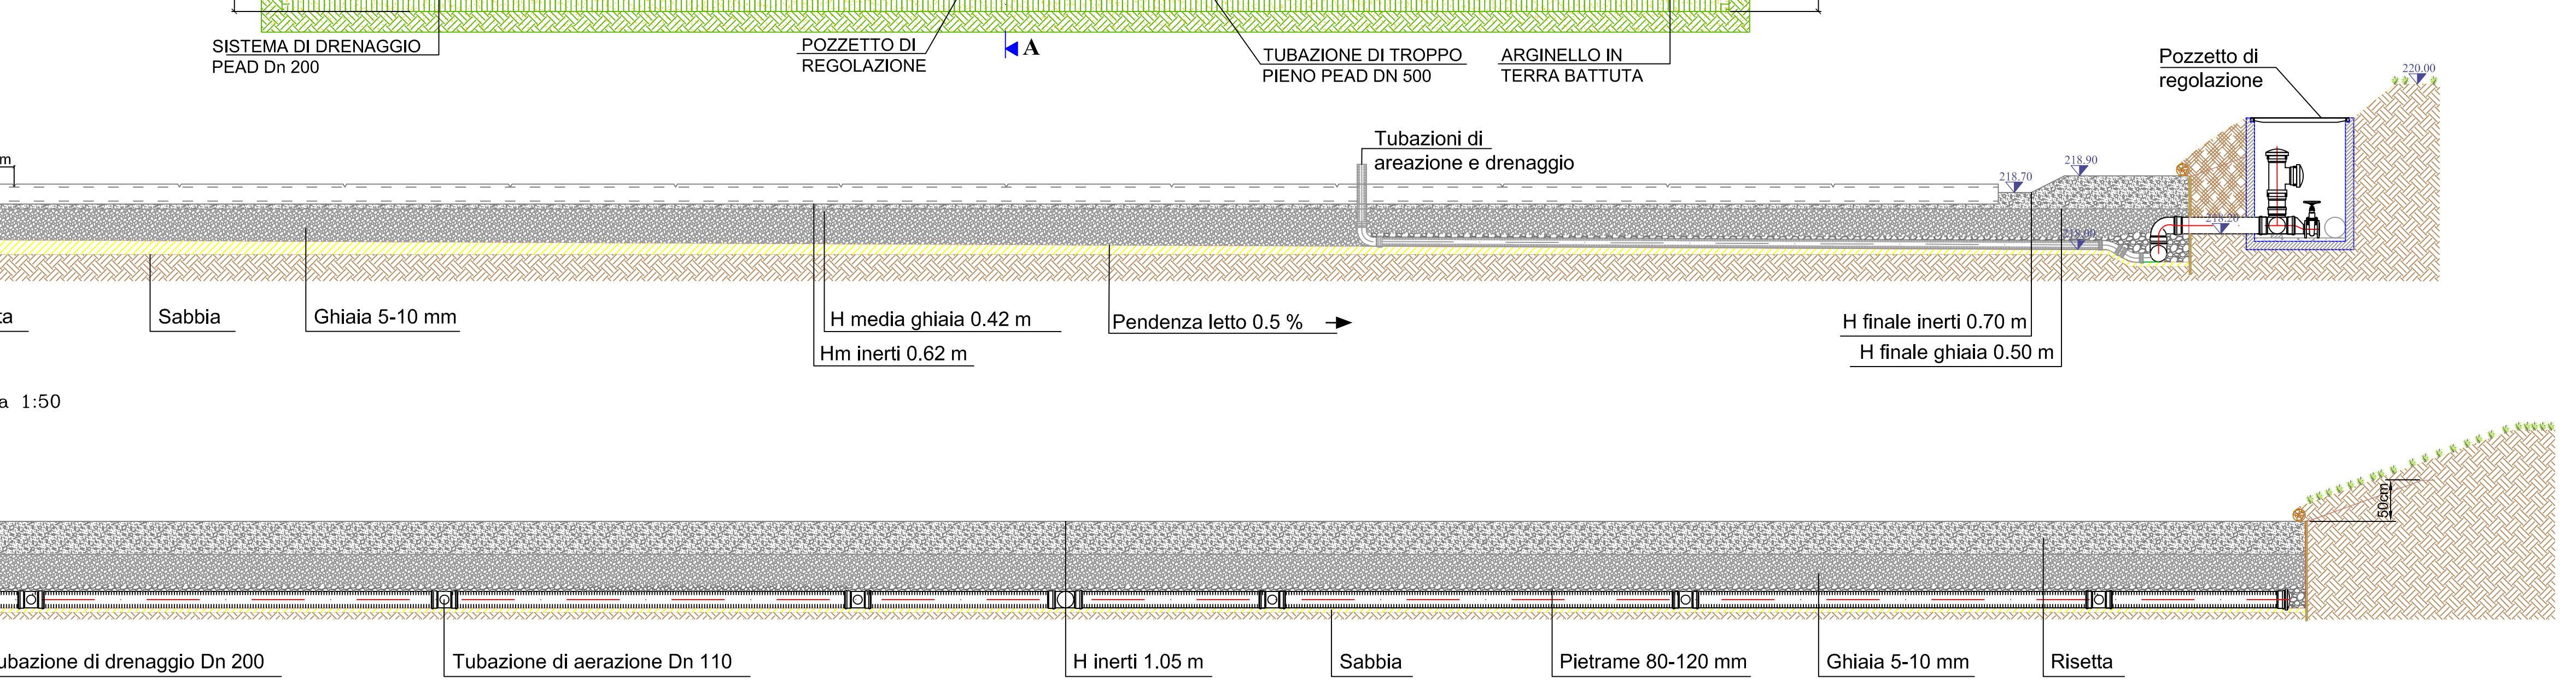 SISTEMA DI DRENAGGIO
PEAD Dn 200
POZZETTO DI
REGOLAZIONE
A
TUBAZIONE DI TROPPO
PIENO PEAD DN 500
ARGINELLO IN
TERRA BATTUTA
Pozzetto di
regolazione
220.00
Tubazioni di
areazione e drenaggio
m
218.70
218.90
218.20
218.00
ta
Sabbia
Ghiaia 5-10 mm
H media ghiaia 0.42 m
Hm inerti 0.62 m
Pendenza letto 0.5 %
H finale inerti 0.70 m
H finale ghiaia 0.50 m
a 1:50
50cm
ubazione di drenaggio Dn 200
Tubazione di aerazione Dn 110
H inerti 1.05 m
Sabbia
Pietrame 80-120 mm
Ghiaia 5-10 mm
Risetta